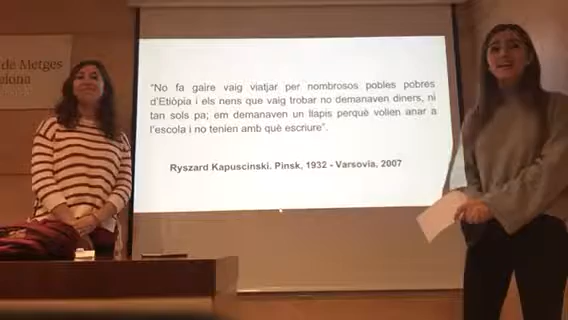 de Metges
celona
"No fa gaire vaig viatjar per nombrosos pobles pobres
d'Etiòpia i els nens que vaig trobar no demanaven diners, ni
tan sols pa; em demanaven un llapis perquè volien anar a
l'escola i no tenien amb què escriure".
Ryszard Kapuscinski. Pinsk, 1932 - Varsovia, 2007